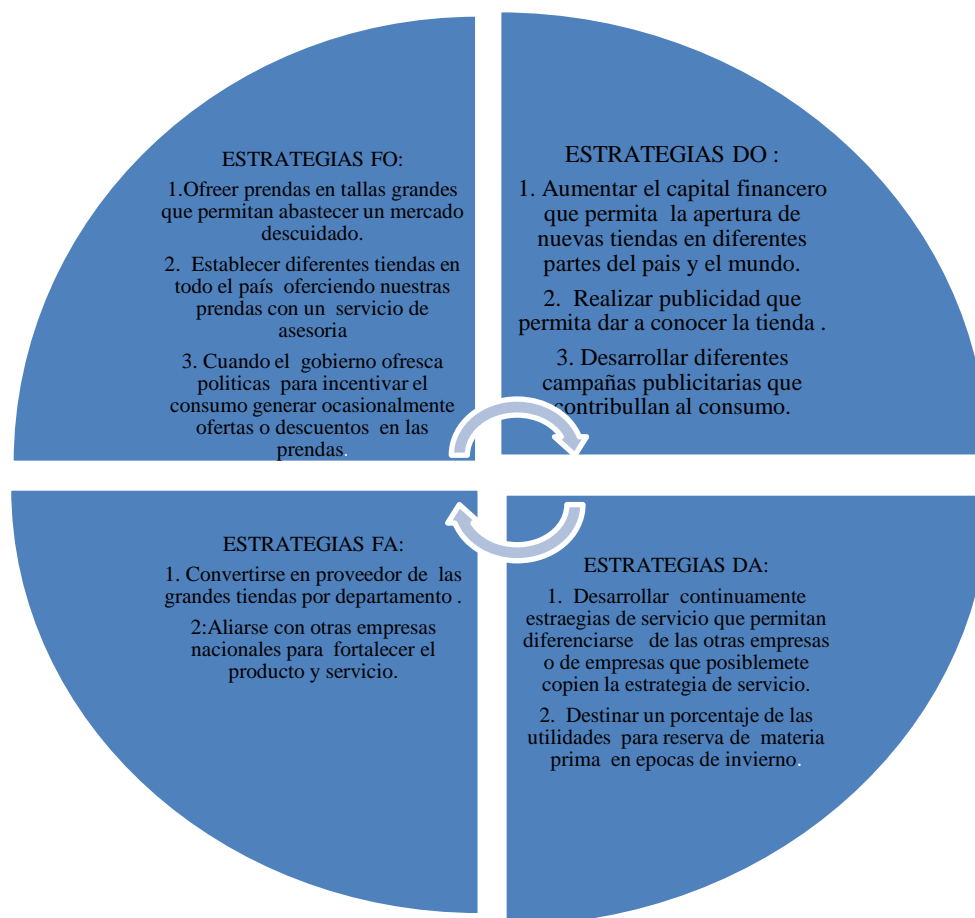 ESTRATEGIAS FO:
1.Ofreer prendas en tallas grandes
que permitan abastecer un mercado
descuidado.
2. Establecer diferentes tiendas en
todo el país oferciendo nuestras
prendas con un servicio de
asesoria
3. Cuando el gobierno ofresca
politicas para incentivar el
consumo generar ocasionalmente
ofertas o descuentos en las
prendas.
ESTRATEGIAS DO :
1. Aumentar el capital financero
que permita la apertura de
nuevas tiendas en diferentes
partes del pais y el mundo.
2. Realizar publicidad que
permita dar a conocer la tienda .
3. Desarrollar diferentes
campañas publicitarias que
contribullan al consumo.
ESTRATEGIAS FA:
1. Convertirse en proveedor de las
grandes tiendas por departamento .
2:Aliarse con otras empresas
nacionales para fortalecer el
producto y servicio.
ESTRATEGIAS DA:
1. Desarrollar continuamente
estraegias de servicio que permitan
diferenciarse de las otras empresas
o de empresas que posiblemete
copien la estrategia de servicio.
2. Destinar un porcentaje de las
utilidades para reserva de materia
prima en epocas de invierno.